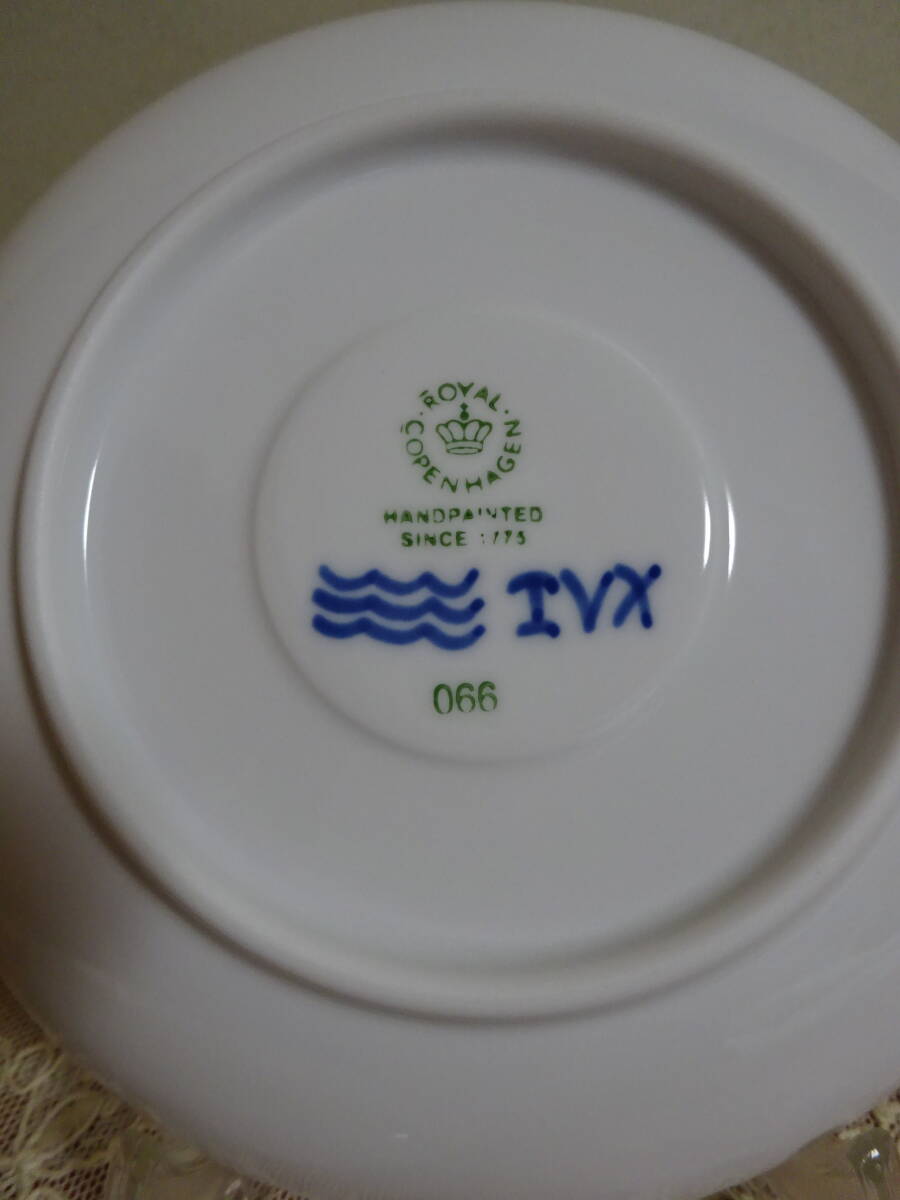 ROYAL COPENHAGEN
HANDPAINTED
SINCE 1775
IVX
066